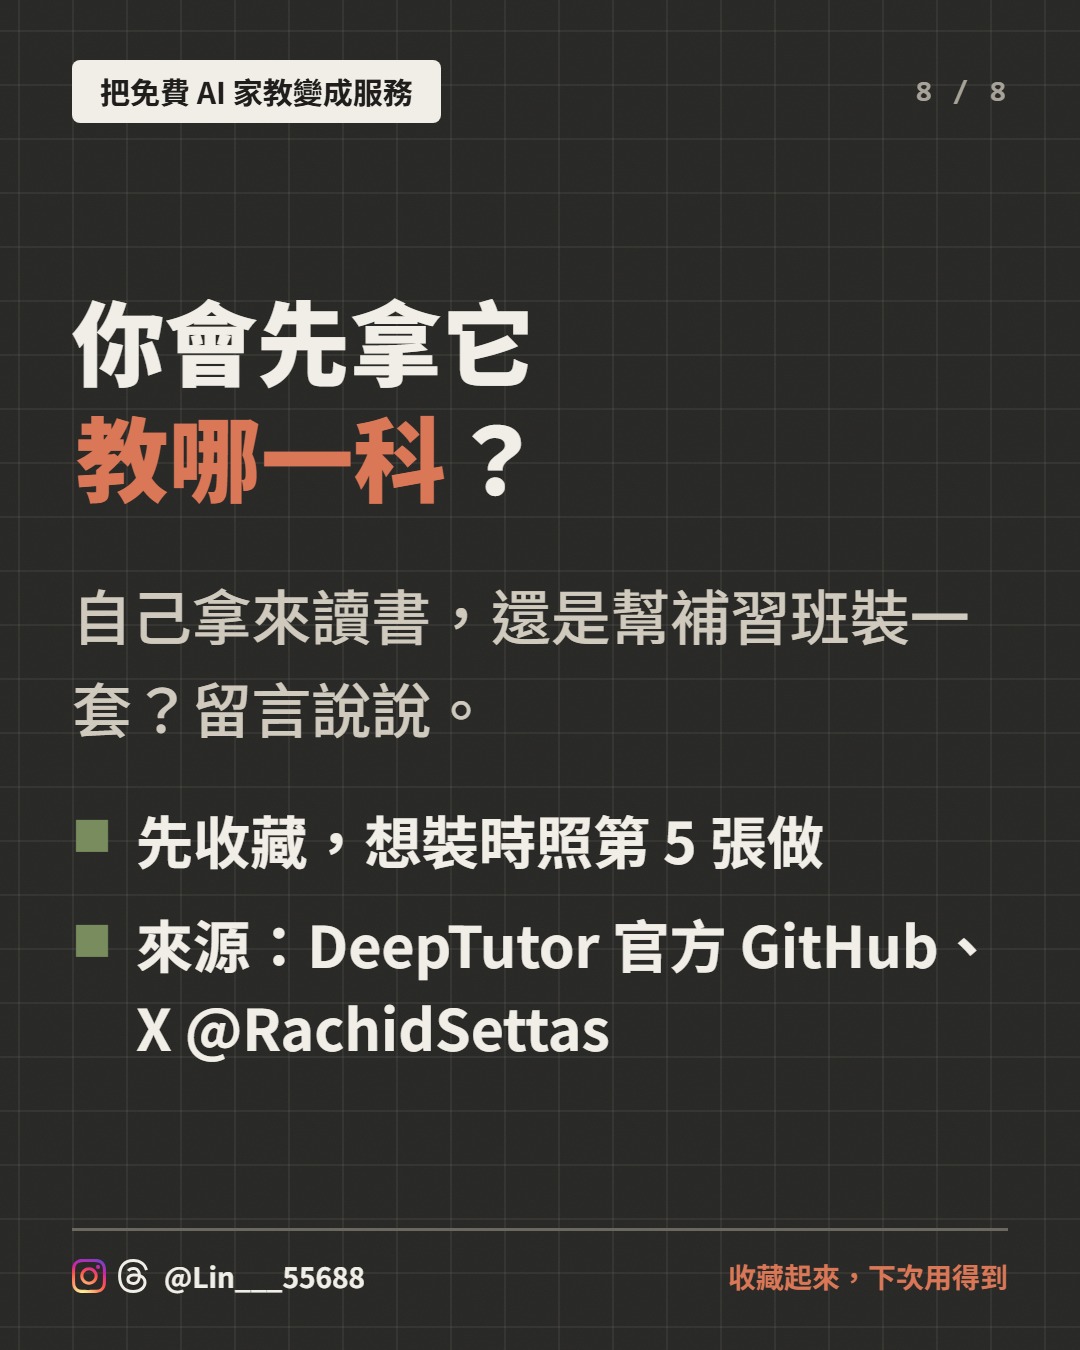 把免費 AI 家教變成服務
8 / 8
你會先拿它
教哪一科？
自己拿來讀書，還是幫補習班裝一
套？留言說說。
先收藏，想裝時照第 5 張做
來源：DeepTutor 官方 GitHub、
X @RachidSettas
@Lin___55688
收藏起來，下次用得到